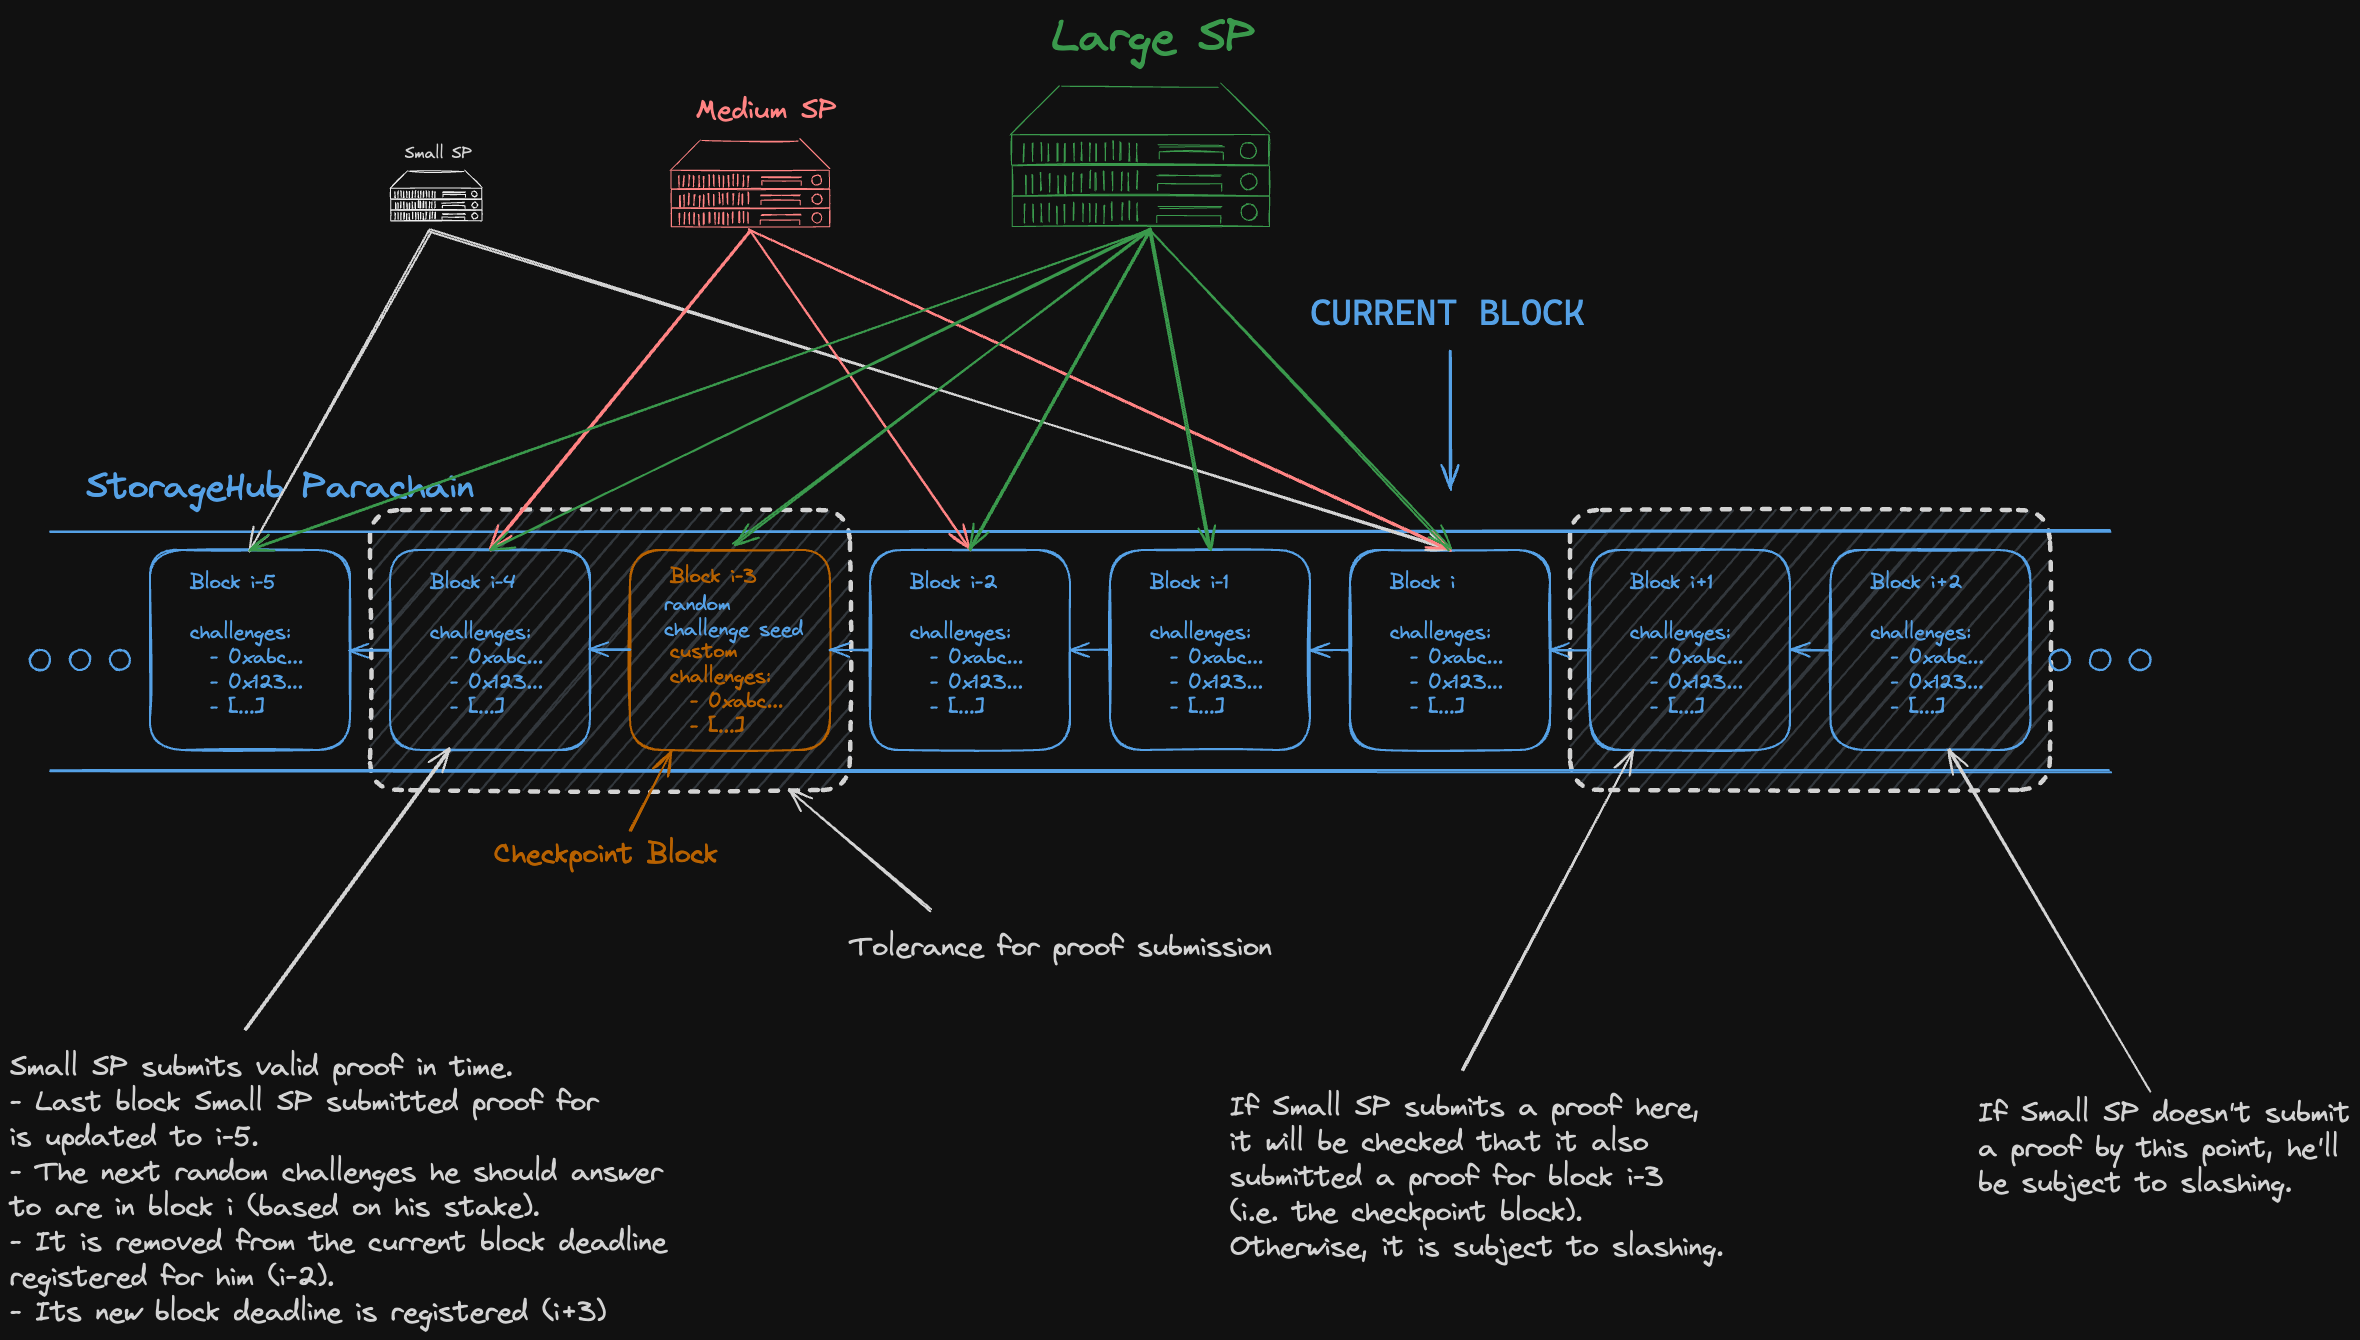 Large SP
Medium SP
Small SP
CURRENT BLOCK
StorageHub Parachain
Block i-5
challenges:
- 0xabc...
- 0x123...
- [...]
Block i-4
challenges:
- 0xabc...
- 0x123...
- [...]
Block i-3
random
challenge seed
custom
challenges:
- 0xabc...
- [...]
Block i-2
challenges:
- 0xabc...
- 0x123...
- [...]
Block i-1
challenges:
- 0xabc...
- 0x123...
- [...]
Block i
challenges:
- 0xabc...
- 0x123...
- [...]
Block i+1
challenges:
- 0xabc...
- 0x123...
- [...]
Block i+2
challenges:
- 0xabc...
- 0x123...
- [...]
Checkpoint Block
Tolerance for proof submission
Small SP submits valid proof in time.
- Last block Small SP submitted proof for
is updated to i-5.
- The next random challenges he should answer
to are in block i (based on his stake).
- It is removed from the current block deadline
registered for him (i-2).
- Its new block deadline is registered (i+3)
If Small SP submits a proof here,
it will be checked that it also
submitted a proof for block i-3
(i.e. the checkpoint block).
Otherwise, it is subject to slashing.
If Small SP doesn't submit
a proof by this point, he'll
be subject to slashing.